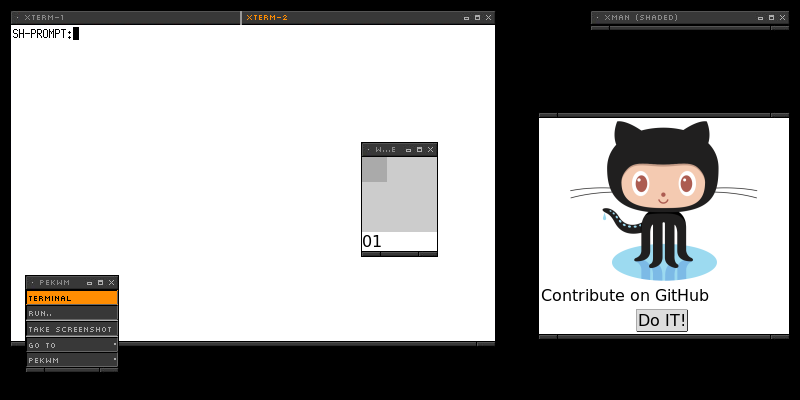 XTERM-1
XTERM-2
XMAN (SHADED)
SH-PROMPT:
W...E
01
PEKWM
TERMINAL
RUN..
TAKE SCREENSHOT
GO TO
PEKWM
Contribute on GitHub
Do IT!